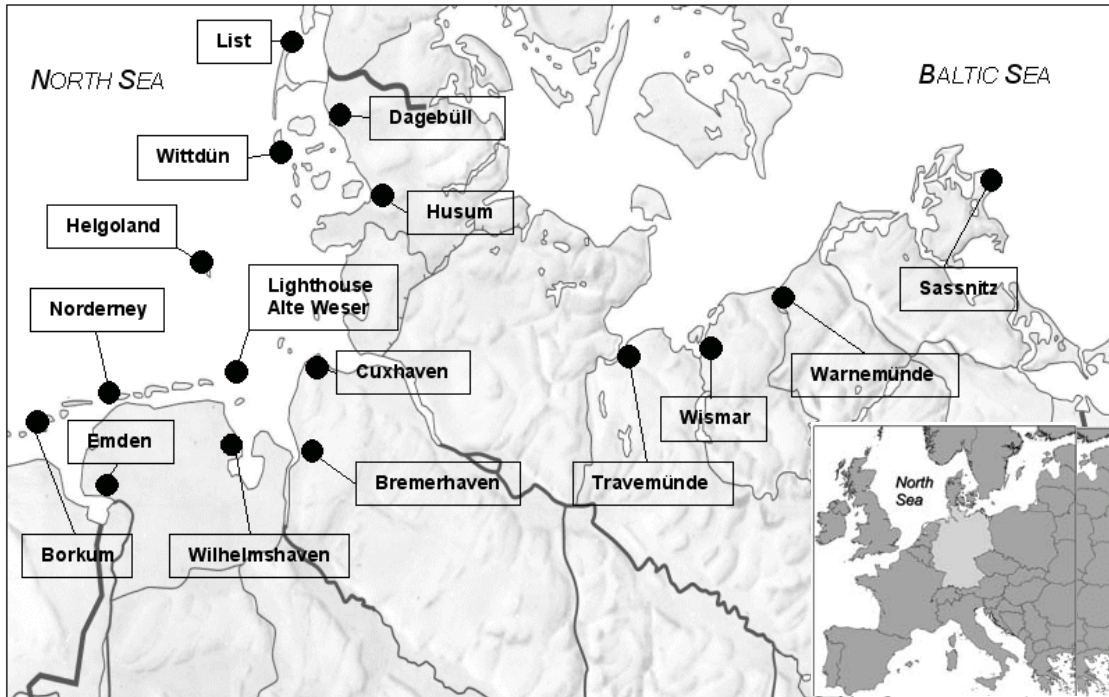 List
NORTH SEA
BALTIC SEA
Dagebüll
Wittdün
Husum
Helgoland
Lighthouse
Alte Weser
Sassnitz
Norderney
Cuxhaven
Warnemünde
Wismar
Emden
Bremerhaven
Travemünde
North
Sea
Borkum
Wilhelmshaven